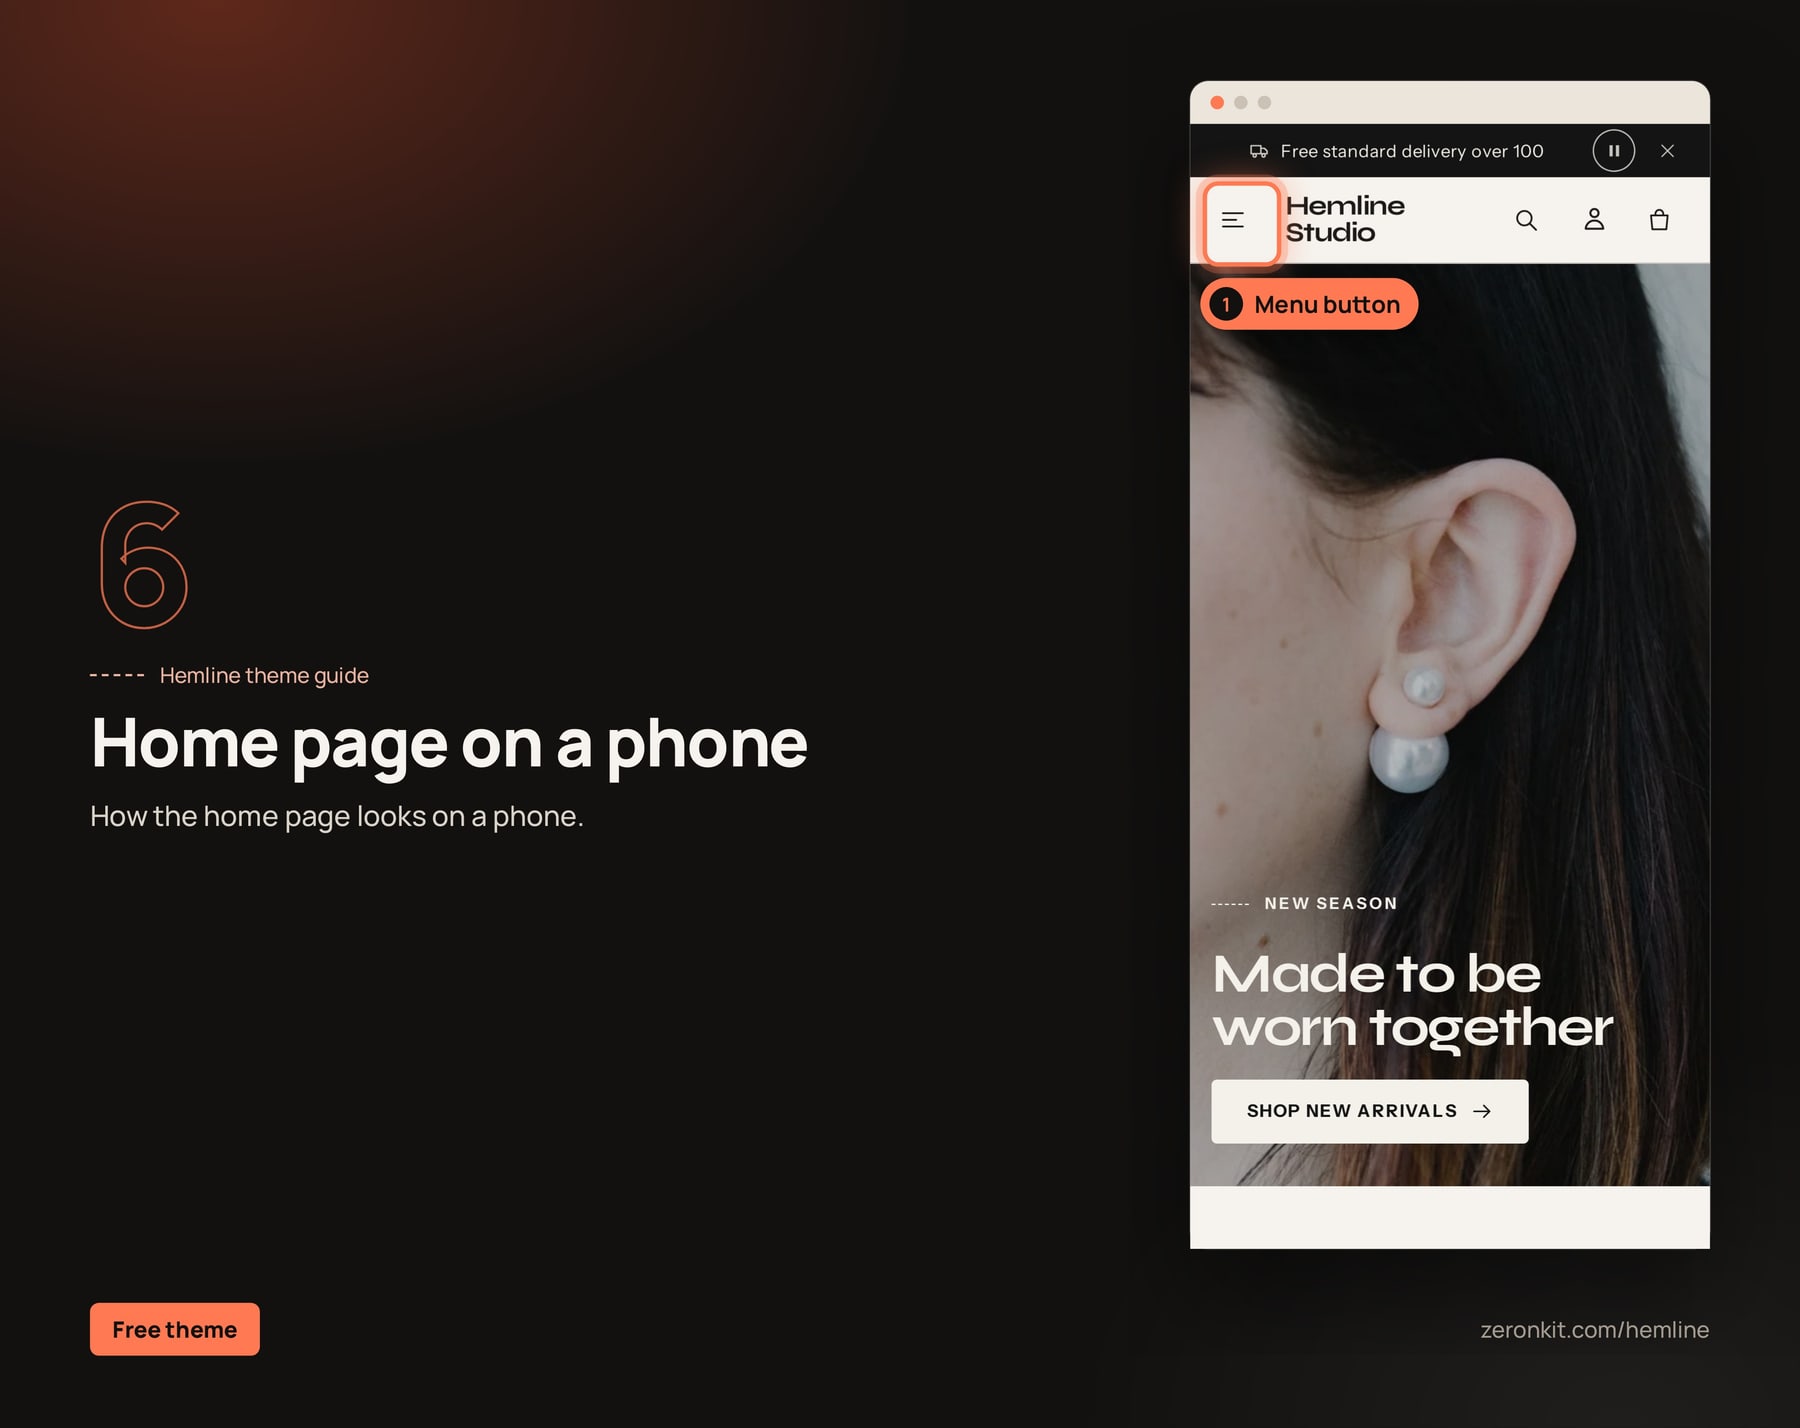 6
Hemline theme guide
Home page on a phone
How the home page looks on a phone.
Free theme
Free standard delivery over 100
Hemline
Studio
1 Menu button
NEW SEASON
Made to be
worn together
SHOP NEW ARRIVALS
zeronkit.com/hemline